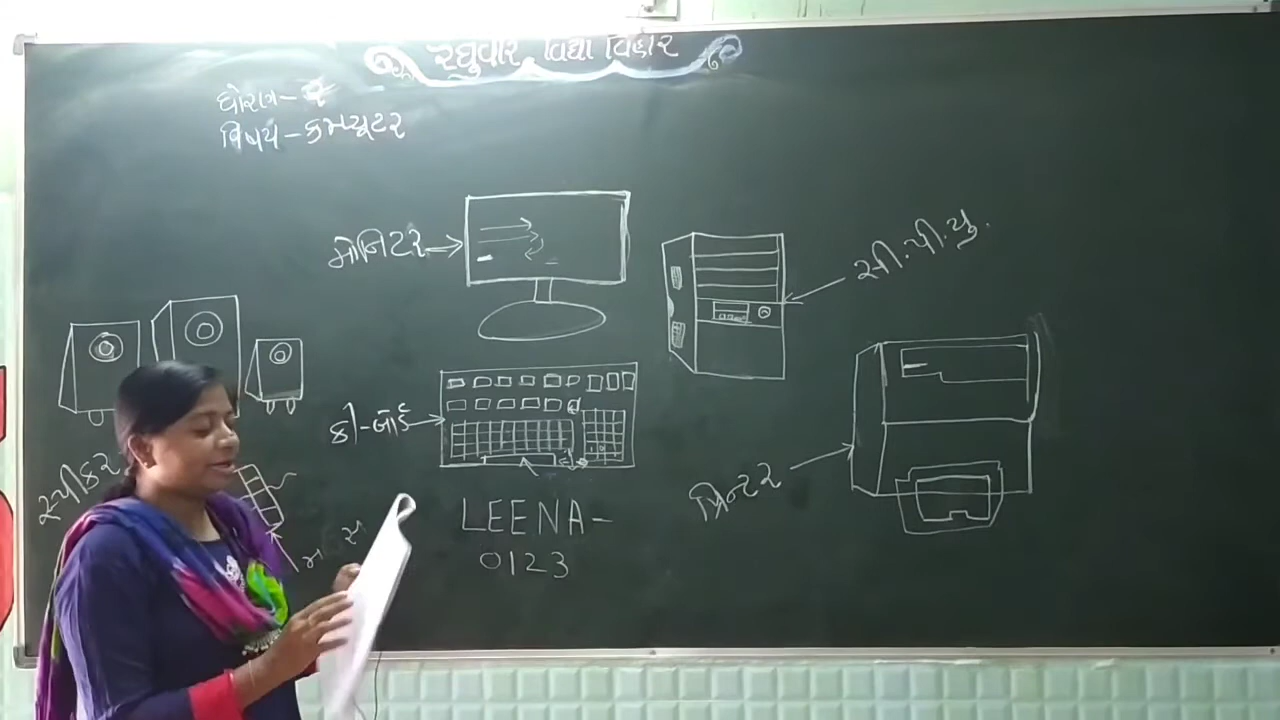 રઘુવીર વિદ્યા વિહાર
ધોરણ-
વિષય - કમ્પ્યૂટર
મોનિટર
સી.પી.યુ.
કી-બોર્ડ
સ્પીકર
પ્રિન્ટર
LEENA-
0123